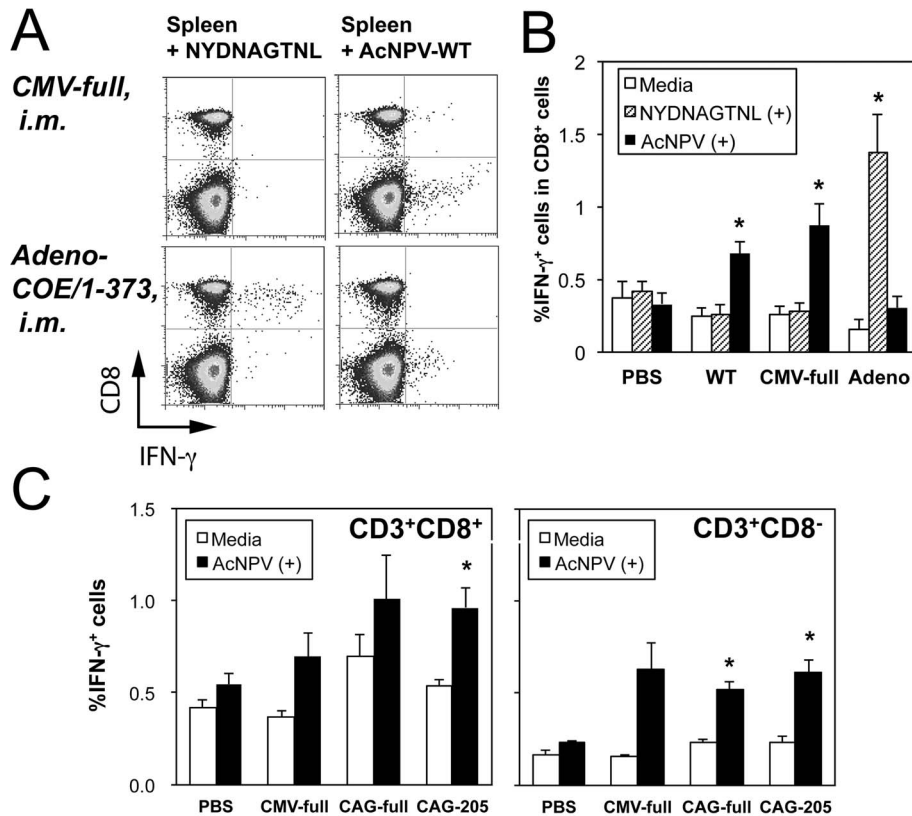 A
Spleen
+ NYDNAGTNL
Spleen
+ AcNPV-WT
CMV-full,
i.m.
Adeno-
COE/1-373,
i.m.
CD8
IFN-γ
B
%IFN-γ⁺ cells in CD8⁺ cells
2
1.5
1
0.5
0
Media
NYDNAGTNL (+)
AcNPV (+)
*
*
*
PBS
WT
CMV-full
Adeno
C
%IFN-γ⁺ cells
1.5
1.0
0.5
0.0
Media
AcNPV (+)
CD3⁺CD8⁺
*
PBS
CMV-full
CAG-full
CAG-205
Media
AcNPV (+)
CD3⁺CD8⁻
*
*
PBS
CMV-full
CAG-full
CAG-205